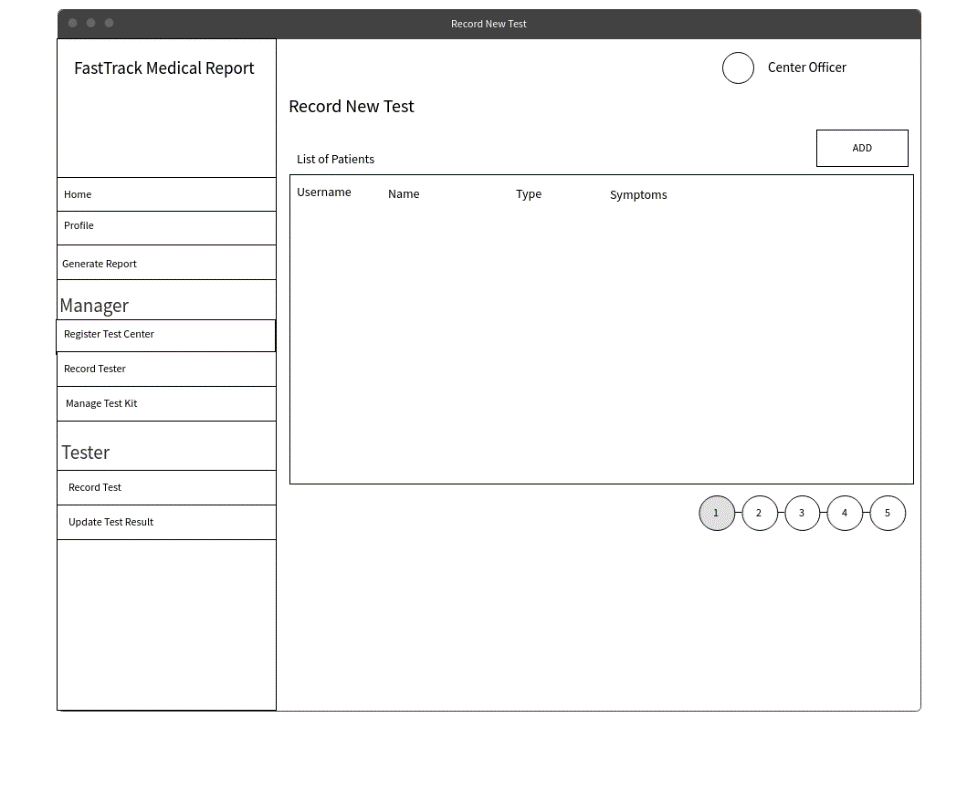 Record New Test
FastTrack Medical Report
Center Officer
Record New Test
ADD
List of Patients
Username Name Type Symptoms
Home
Profile
Generate Report
Manager
Register Test Center
Record Tester
Manage Test Kit
Tester
Record Test
Update Test Result
1 2 3 4 5